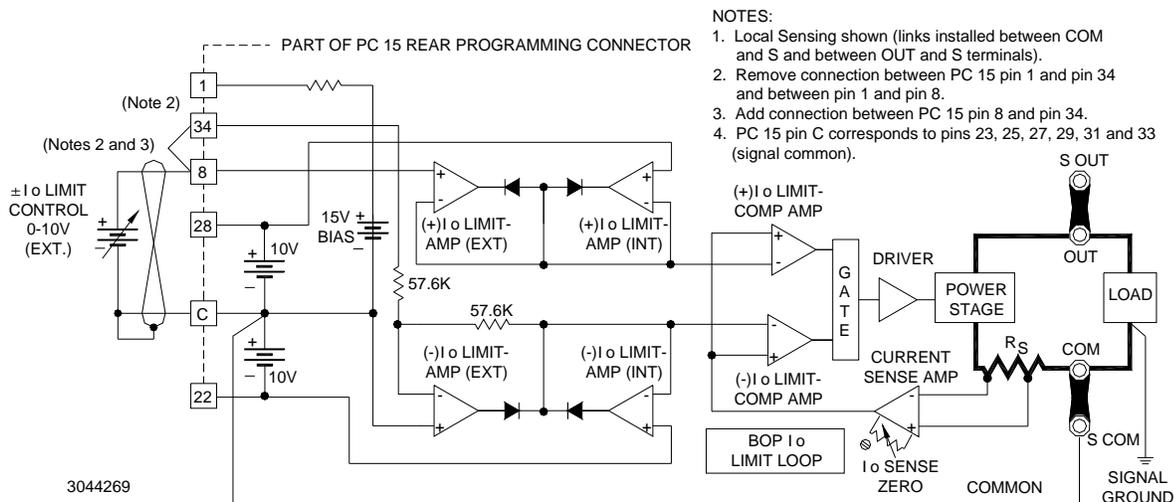 PART OF PC 15 REAR PROGRAMMING CONNECTOR
NOTES:
1. Local Sensing shown (links installed between COM
and S and between OUT and S terminals).
2. Remove connection between PC 15 pin 1 and pin 34
and between pin 1 and pin 8.
3. Add connection between PC 15 pin 8 and pin 34.
4. PC 15 pin C corresponds to pins 23, 25, 27, 29, 31 and 33
(signal common).
1
(Note 2)
34
(Notes 2 and 3)
8
± I o LIMIT
CONTROL
0-10V
(EXT.)
+
–
28
+
10V
–
C
+
–
10V
22
15V
BIAS
+
–
57.6K
57.6K
+
-
(+)I o LIMIT-
AMP (EXT)
+
-
(+)I o LIMIT-
AMP (INT)
(-)I o LIMIT-
AMP (EXT)
-
+
(-)I o LIMIT-
AMP (INT)
-
+
(+)I o LIMIT-
COMP AMP
+
-
-
+
(-)I o LIMIT-
COMP AMP
G
A
T
E
DRIVER
POWER
STAGE
S OUT
OUT
LOAD
RS
COM
CURRENT
SENSE AMP
-
+
S COM
BOP I o
LIMIT LOOP
I o SENSE
ZERO
COMMON
SIGNAL
GROUND
3044269